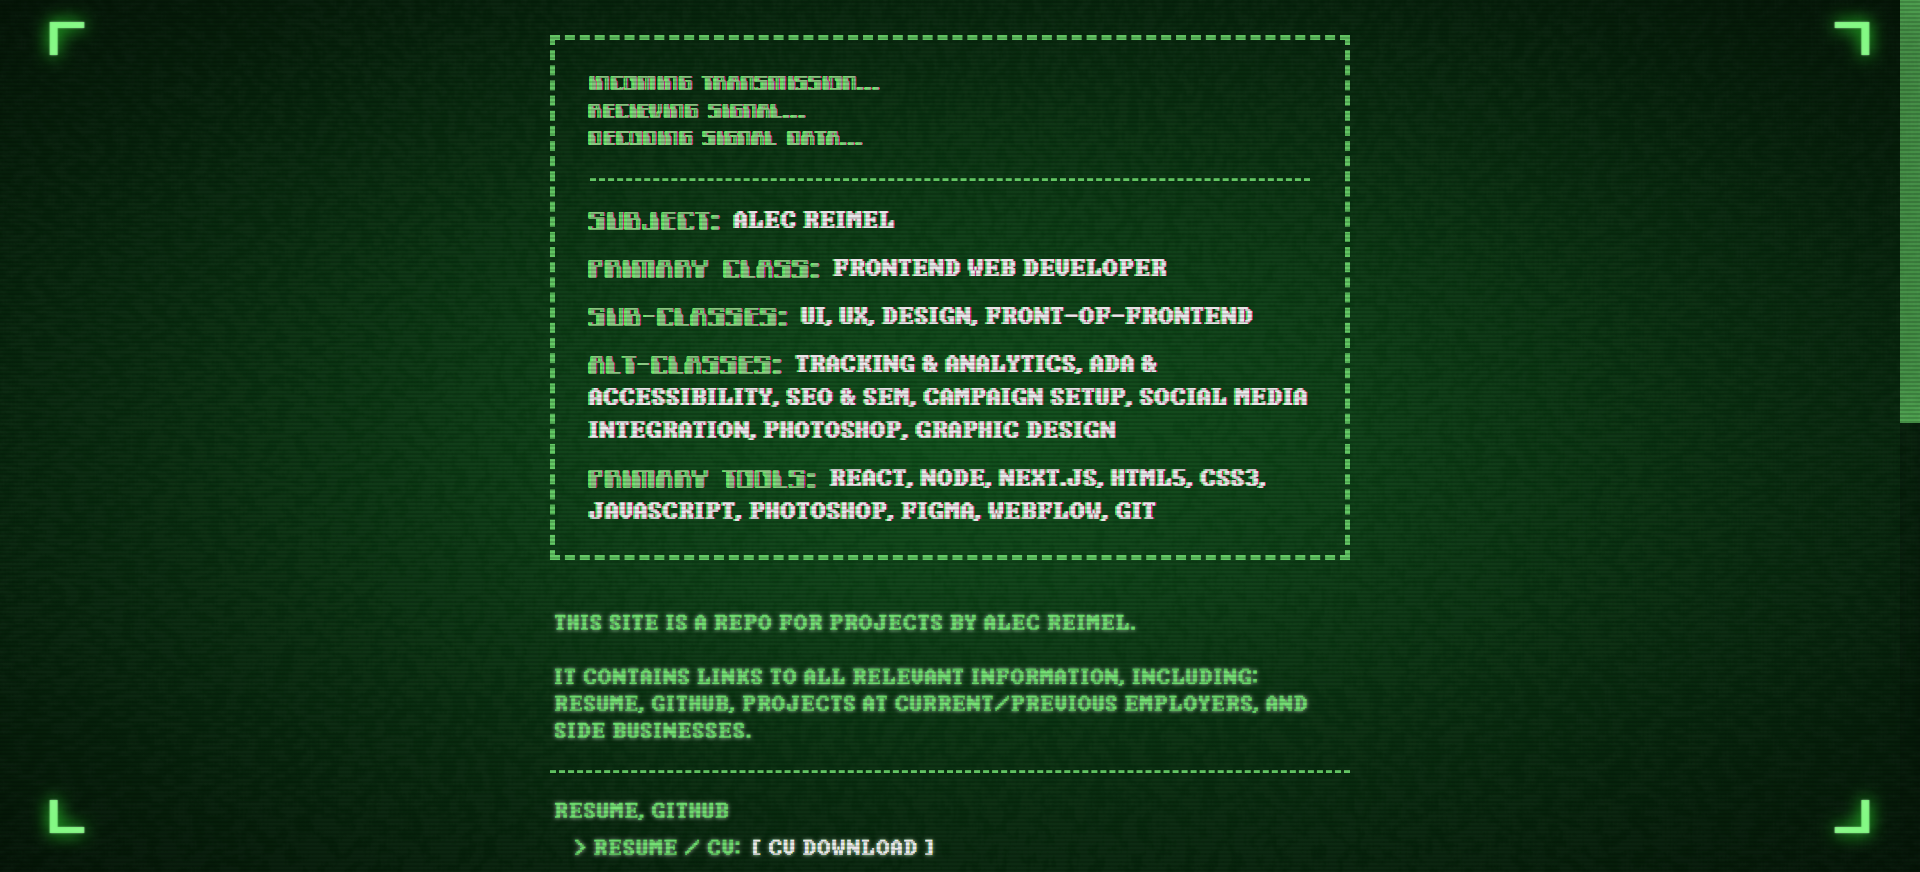 INCOMING TRANSMISSION...
RECIEVING SIGNAL...
DECODING SIGNAL DATA...
SUBJECT: ALEC REIMEL
PRIMARY CLASS: FRONTEND WEB DEVELOPER
SUB-CLASSES: UI, UX, DESIGN, FRONT-OF-FRONTEND
ALT-CLASSES: TRACKING & ANALYTICS, ADA &
ACCESSIBILITY, SEO & SEM, CAMPAIGN SETUP, SOCIAL MEDIA
INTEGRATION, PHOTOSHOP, GRAPHIC DESIGN
PRIMARY TOOLS: REACT, NODE, NEXT.JS, HTML5, CSS3,
JAVASCRIPT, PHOTOSHOP, FIGMA, WEBFLOW, GIT
THIS SITE IS A REPO FOR PROJECTS BY ALEC REIMEL.
IT CONTAINS LINKS TO ALL RELEVANT INFORMATION, INCLUDING:
RESUME, GITHUB, PROJECTS AT CURRENT/PREVIOUS EMPLOYERS, AND
SIDE BUSINESSES.
RESUME, GITHUB
> RESUME / CV: [ CV DOWNLOAD ]